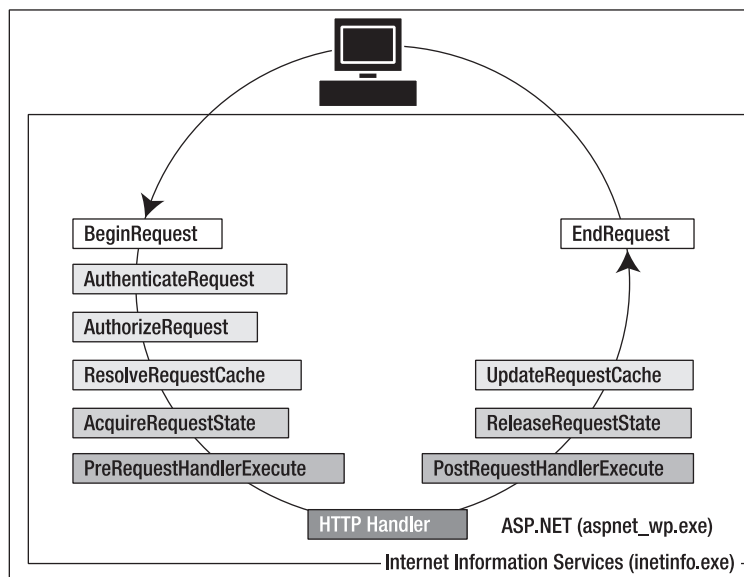 BeginRequest
EndRequest
AuthenticateRequest
AuthorizeRequest
ResolveRequestCache
UpdateRequestCache
AcquireRequestState
ReleaseRequestState
PreRequestHandlerExecute
PostRequestHandlerExecute
HTTP Handler
ASP.NET (aspnet_wp.exe)
Internet Information Services (inetinfo.exe)